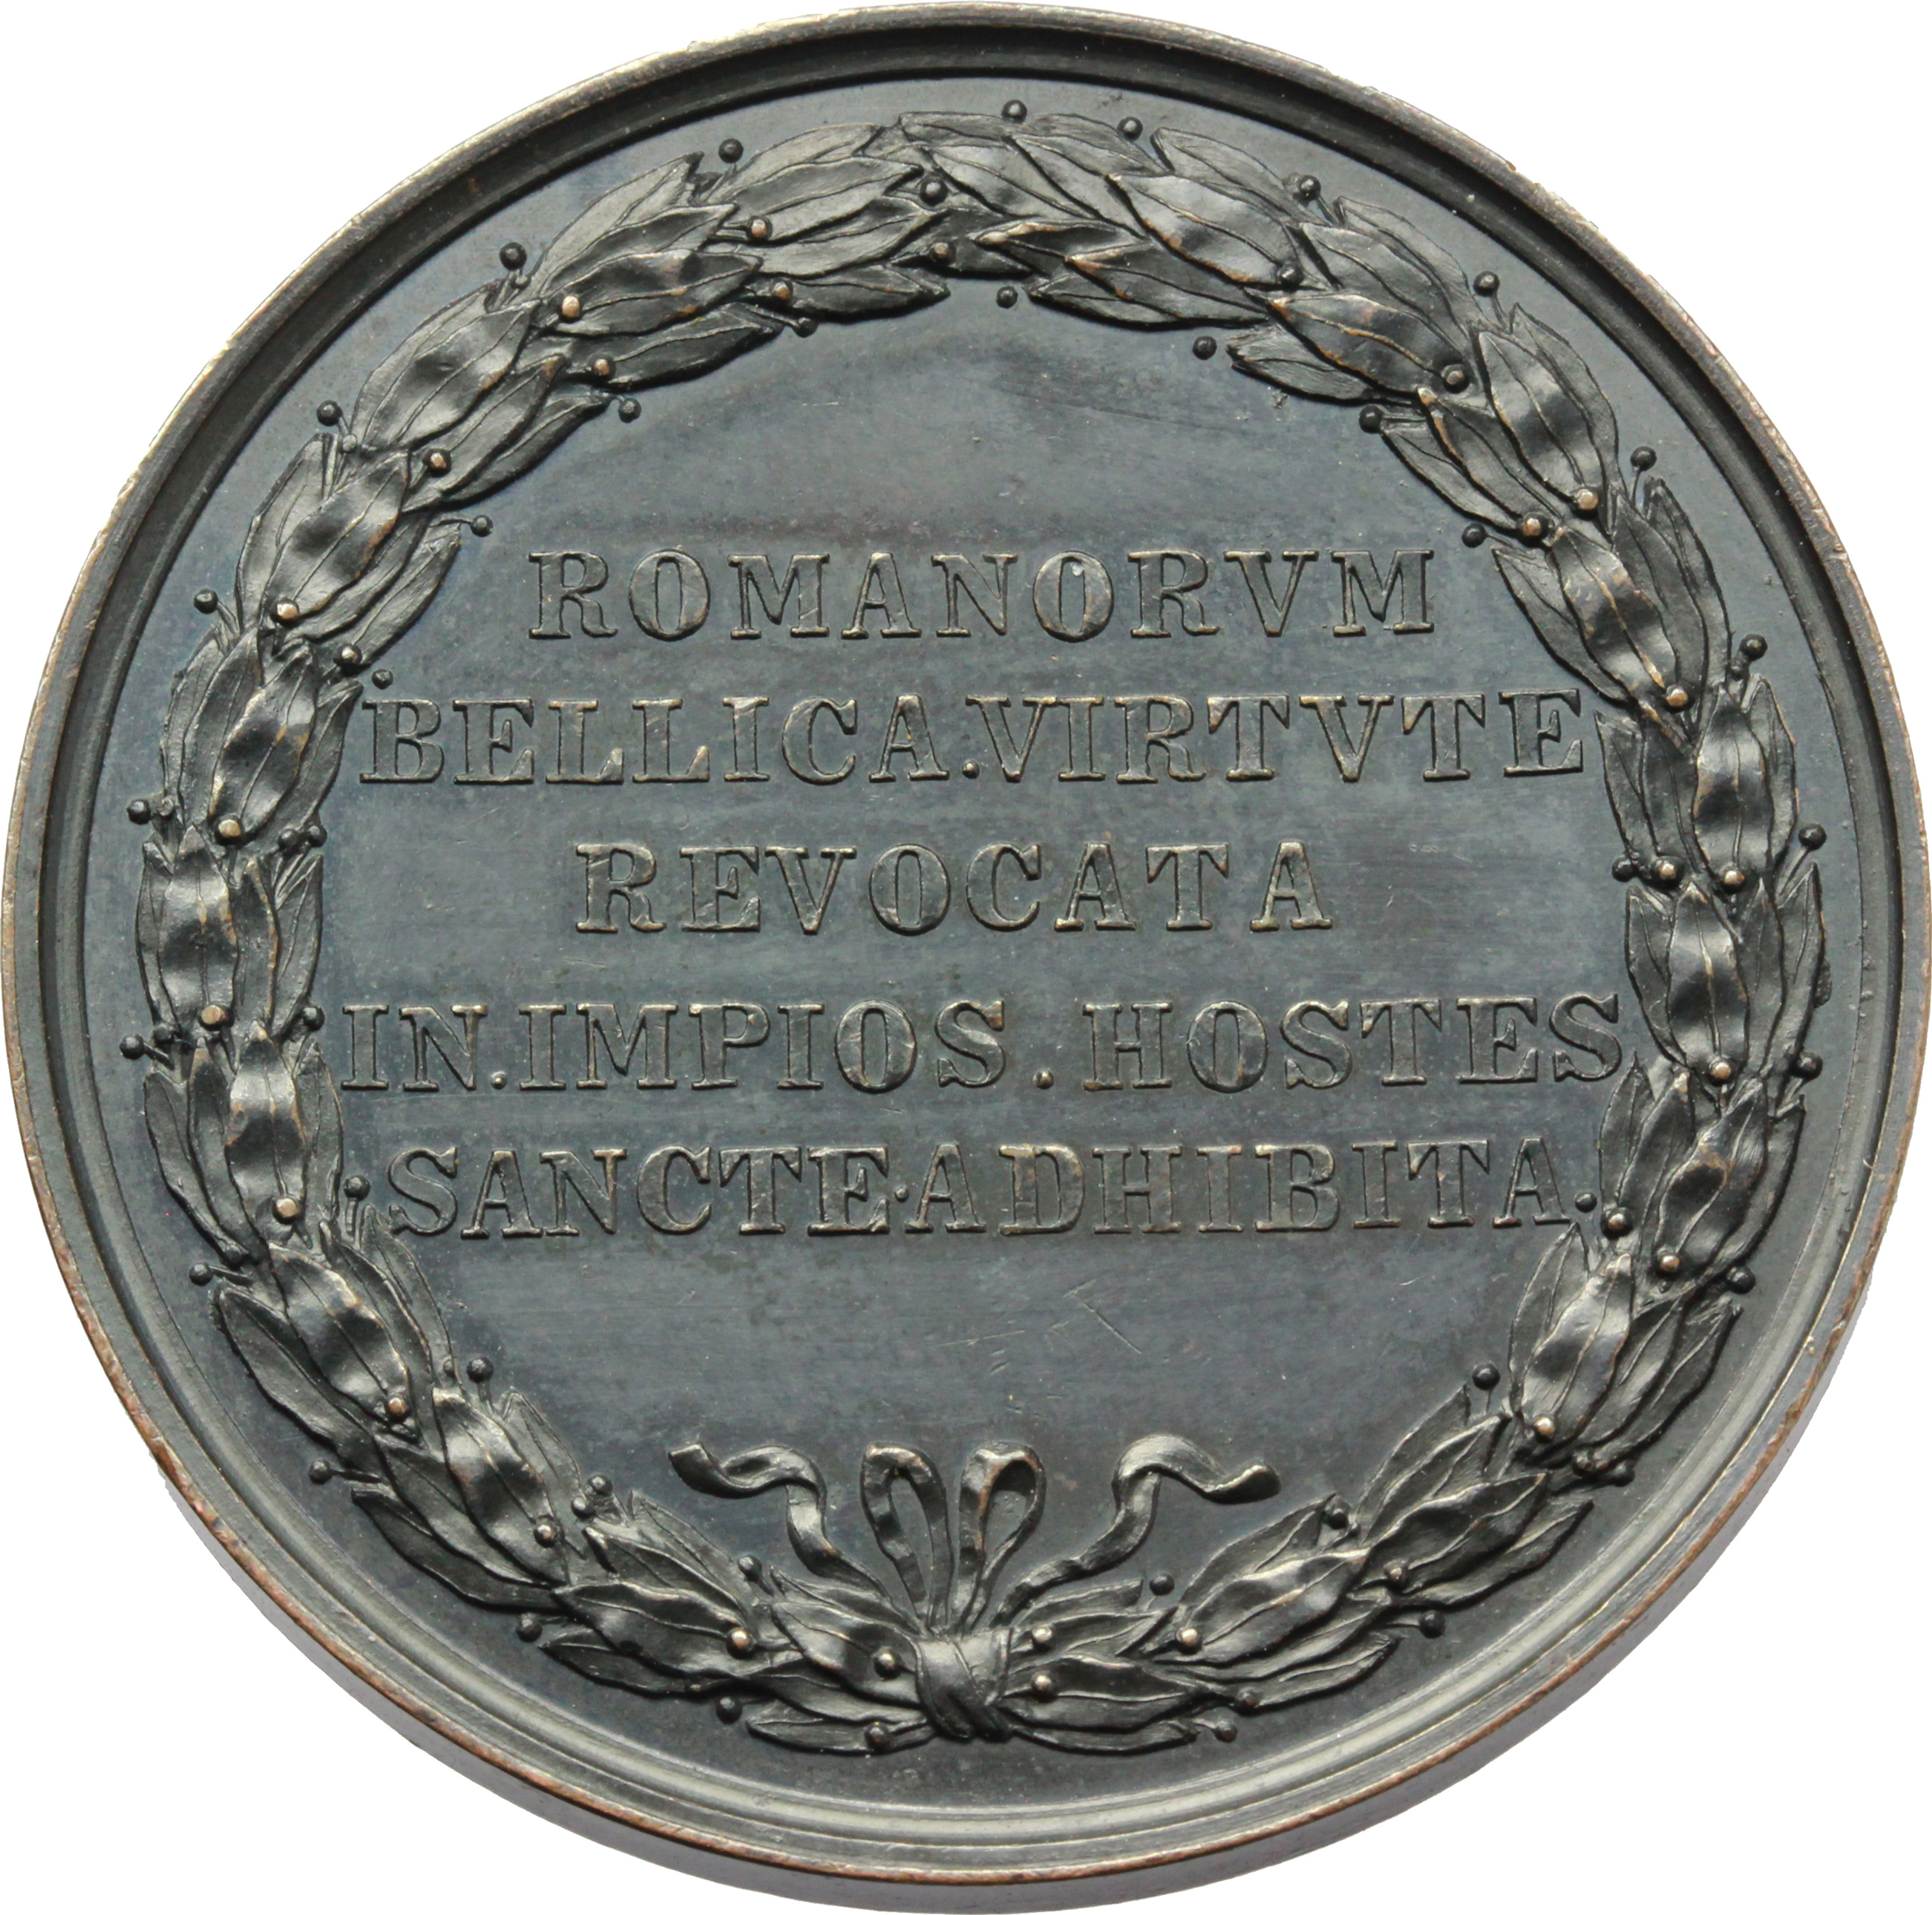 ROMANORVM
BELLICA.VIRTVTE
REVOCATA
IN.IMPIOS.HOSTES
SANCTE·ADHIBITA.